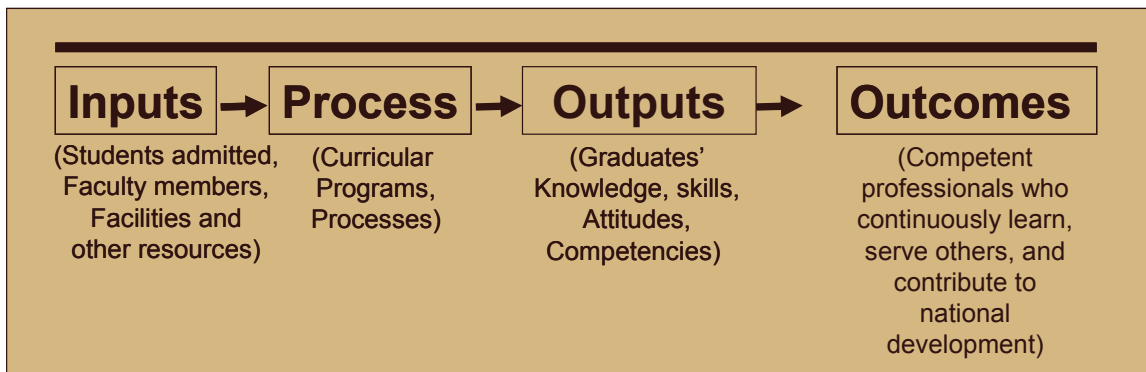 Inputs
Process
Outputs
Outcomes
(Students admitted,
Faculty members,
Facilities and
other resources)
(Curricular
Programs,
Processes)
(Graduates’
Knowledge, skills,
Attitudes,
Competencies)
(Competent
professionals who
continuously learn,
serve others, and
contribute to
national
development)